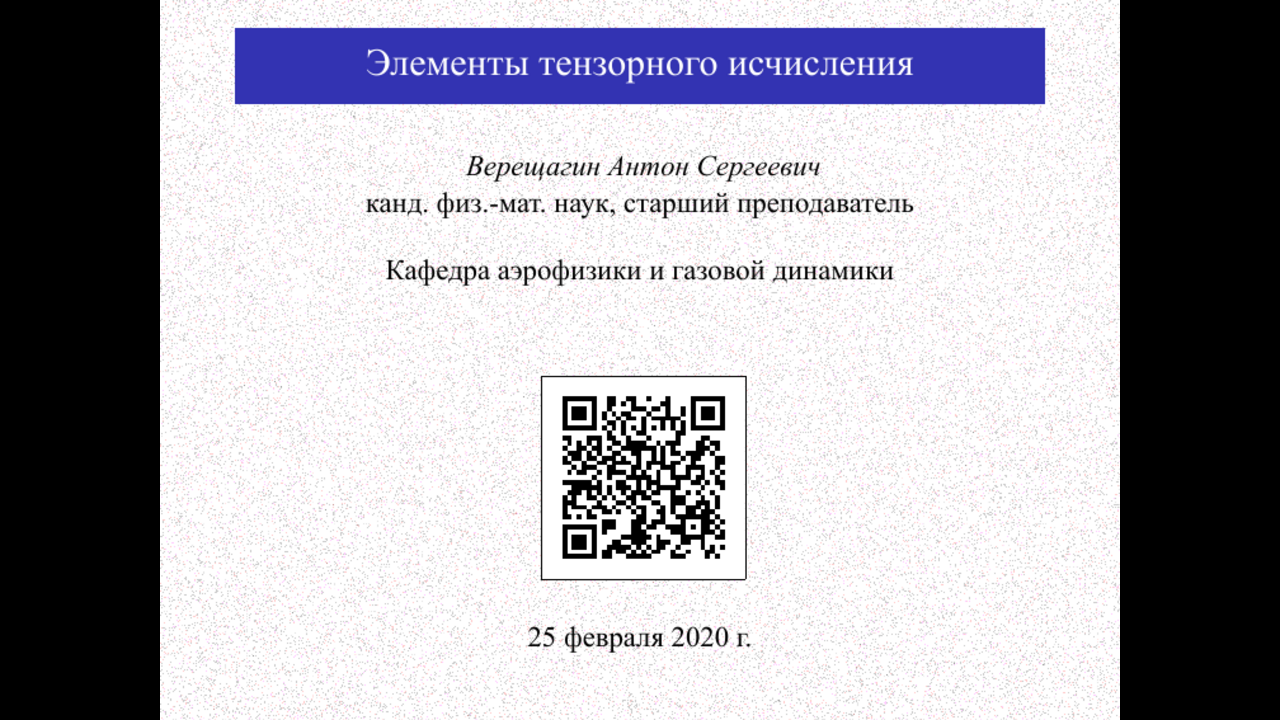 Элементы тензорного исчисления
Верещагин Антон Сергеевич
канд. физ.-мат. наук, старший преподаватель
Кафедра аэрофизики и газовой динамики
25 февраля 2020 г.